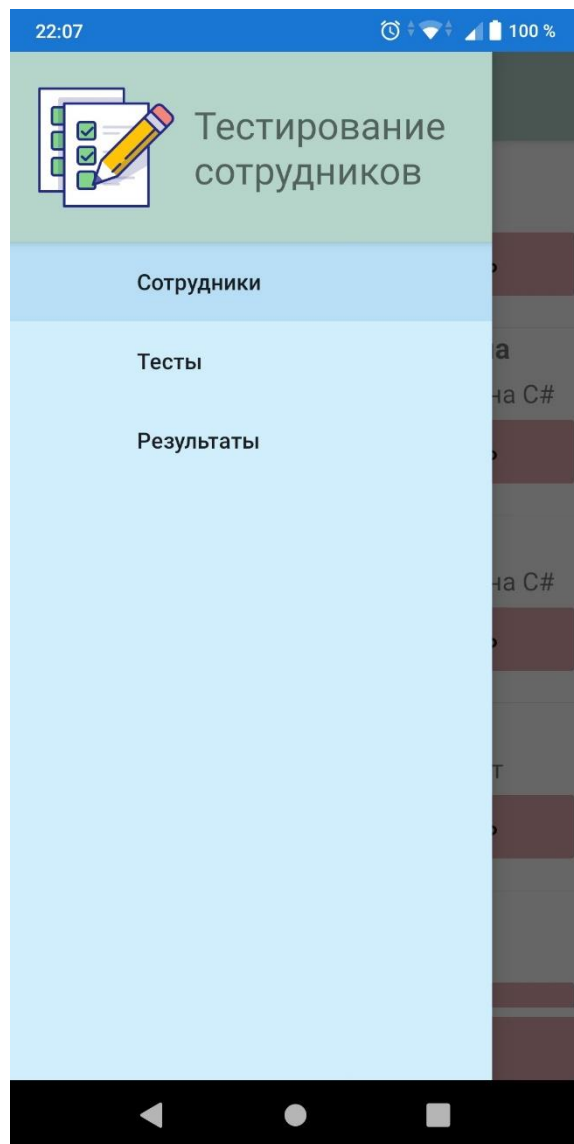 22:07
100 %
Тестирование
сотрудников
Сотрудники
Тесты
Результаты
на C#
на C#